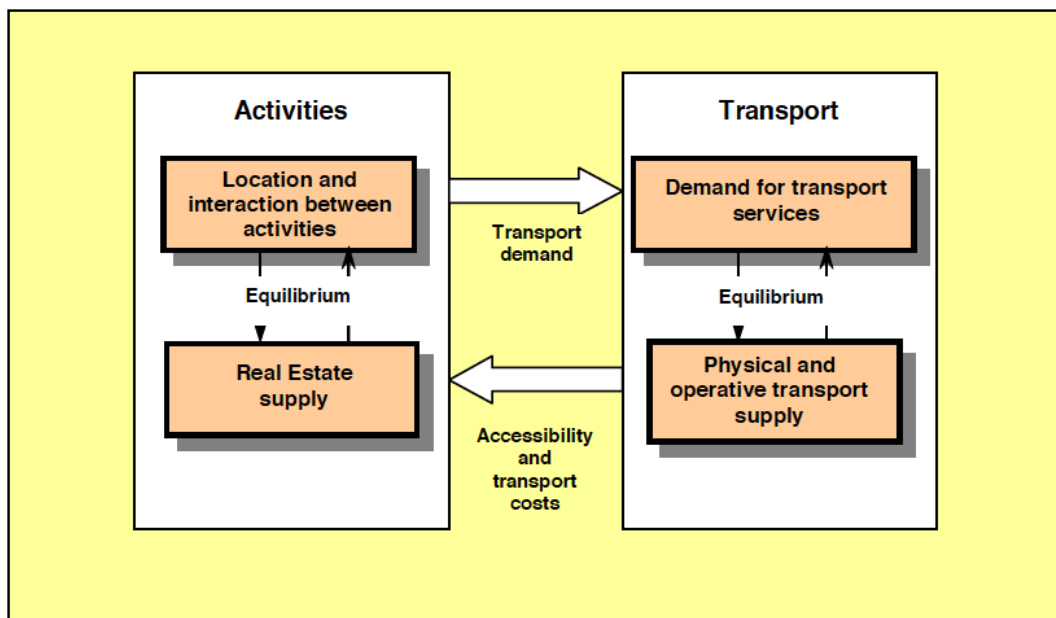 Activities
Location and
interaction between
activities
Equilibrium
Real Estate
supply
Transport
demand
Accessibility
and
transport
costs
Transport
Demand for transport
services
Equilibrium
Physical and
operative transport
supply